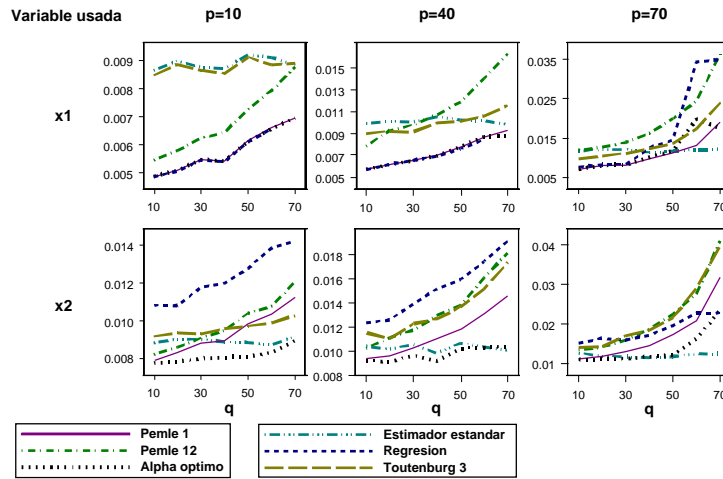 Variable usada p=10 p=40 p=70
x1
0.009
0.008
0.007
0.006
0.005
10 30 50 70
0.015
0.013
0.011
0.009
0.007
0.005
10 30 50 70
0.035
0.025
0.015
0.005
10 30 50 70
x2
0.014
0.012
0.010
0.008
10 30 50 70
0.018
0.016
0.014
0.012
0.010
0.008
10 30 50 70
0.04
0.03
0.02
0.01
10 30 50 70
q q q
Pemle 1
Pemle 12
Alpha optimo
Estimador estandar
Regresion
Toutenburg 3